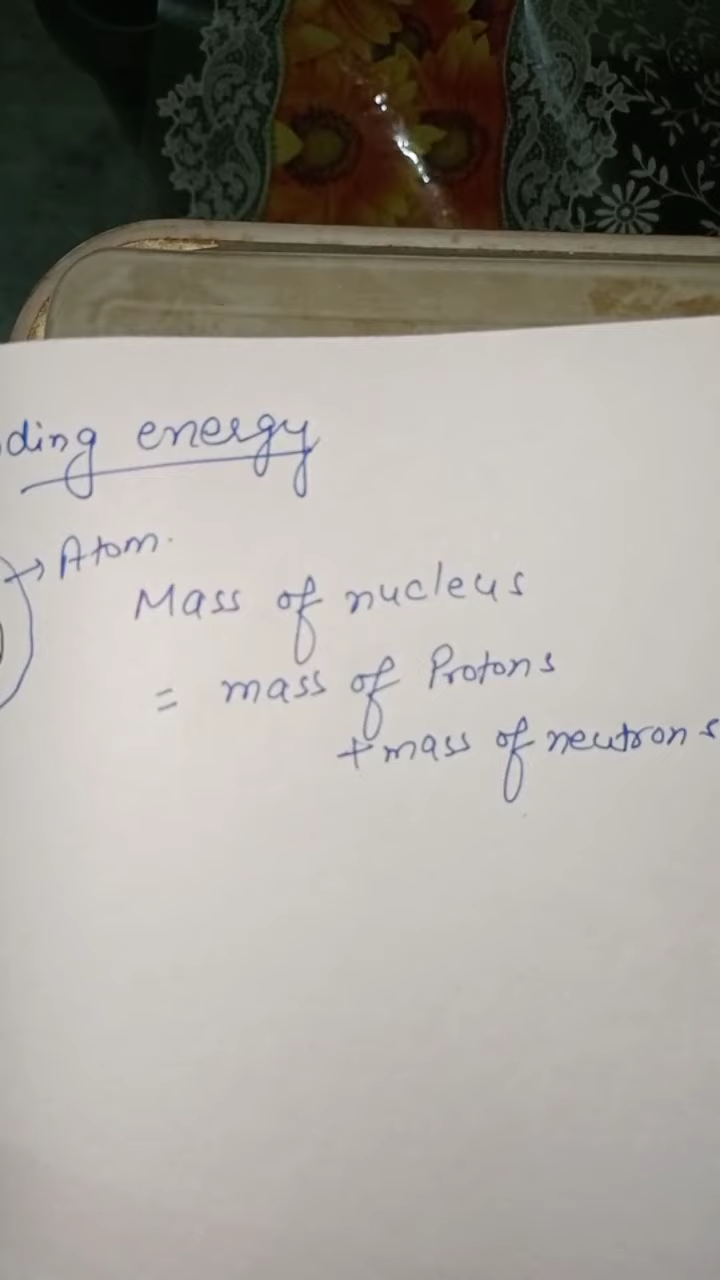 ding energy
→ Atom.
Mass of nucleus
= mass of Protons
+ mass of neutrons